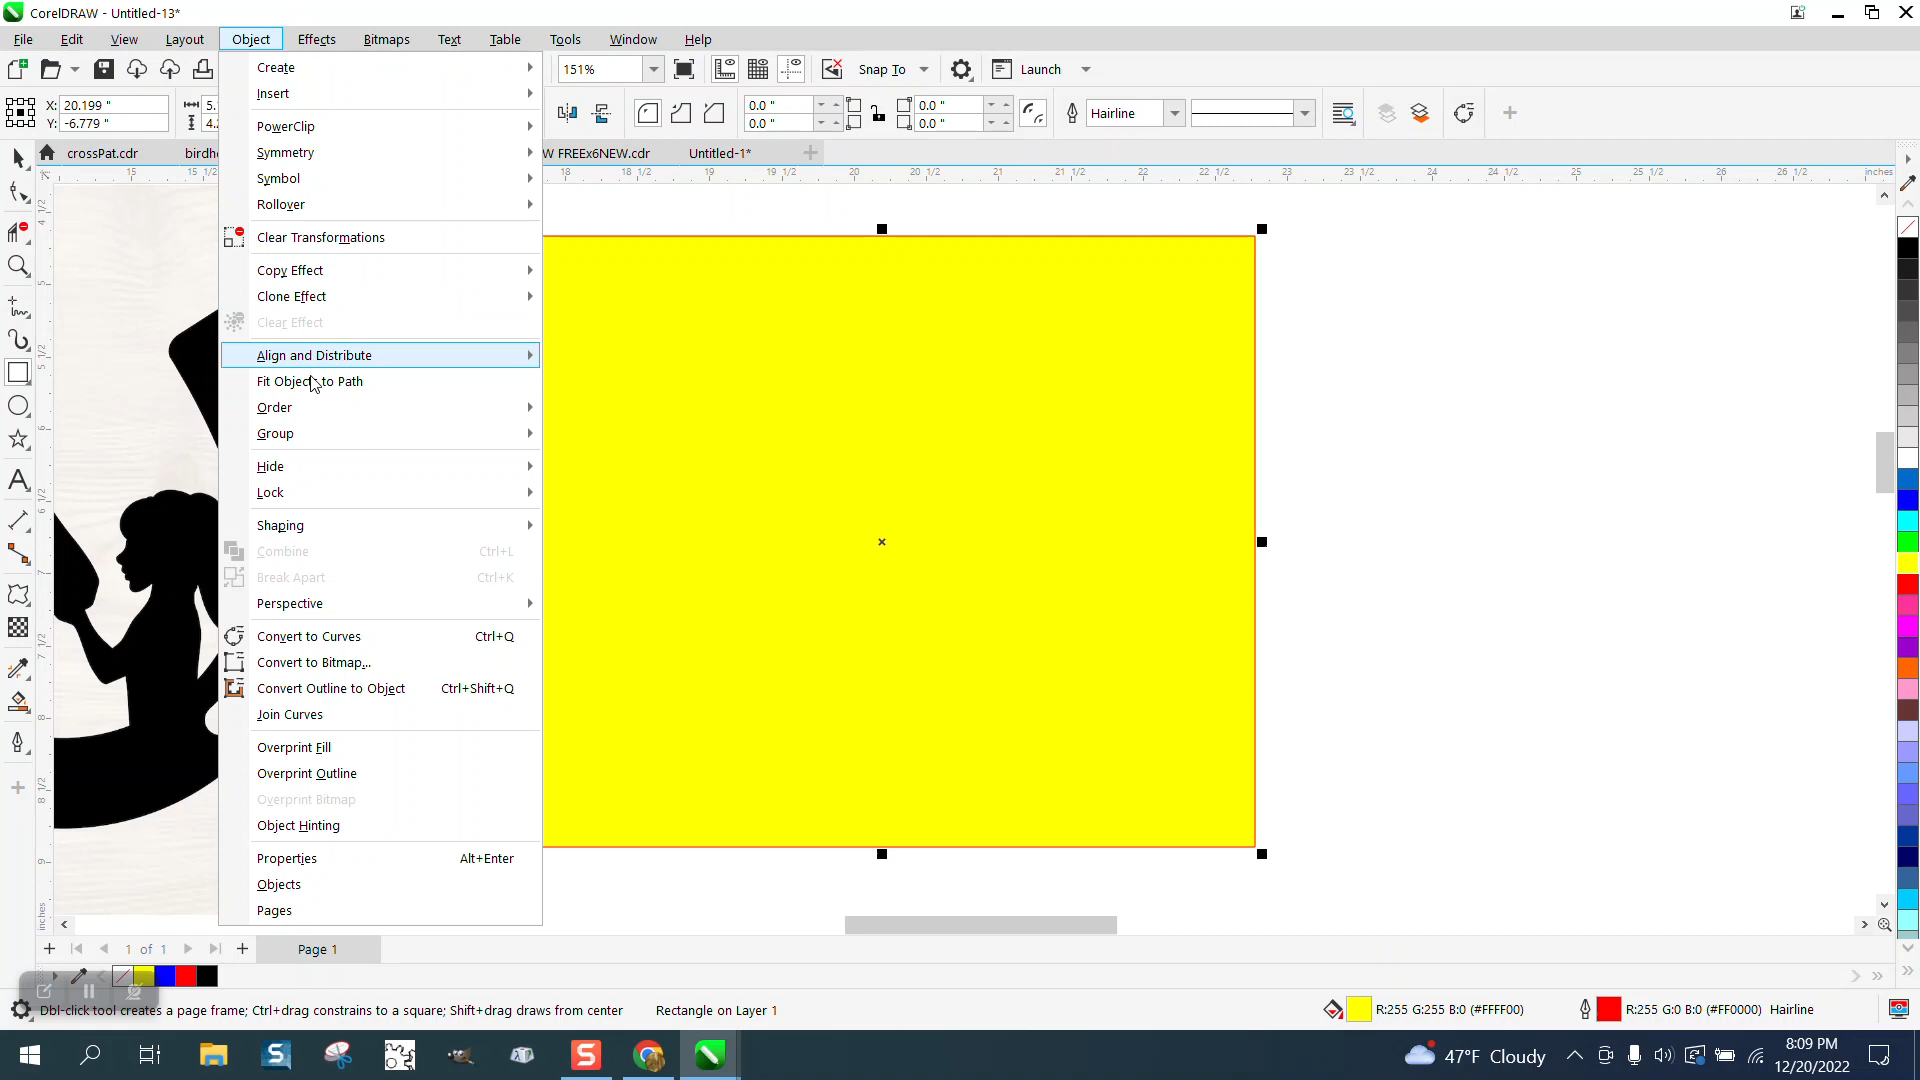 CorelDRAW - Untitled-13*
File Edit View Layout Object Effects Bitmaps Text Table Tools Window Help
151% Snap To Launch
X: 20.199 "
Y: -6.779 "
0.0 " 0.0 "
0.0 " 0.0 "
Hairline
crossPat.cdr W FREEx6NEW.cdr Untitled-1*
15 15 1/2 18 18 1/2 19 19 1/2 20 20 1/2 21 21 1/2 22 22 1/2 23 23 1/2 24 24 1/2 25 25 1/2 26 26 1/2 inches
Create
Insert
PowerClip
Symmetry
Symbol
Rollover
Clear Transformations
Copy Effect
Clone Effect
Clear Effect
Align and Distribute
Fit Objects to Path
Order
Group
Hide
Lock
Shaping
Combine Ctrl+L
Break Apart Ctrl+K
Perspective
Convert to Curves Ctrl+Q
Convert to Bitmap...
Convert Outline to Object Ctrl+Shift+Q
Join Curves
Overprint Fill
Overprint Outline
Overprint Bitmap
Object Hinting
Properties Alt+Enter
Objects
Pages
inches
1 of 1 Page 1
Dbl-click tool creates a page frame; Ctrl+drag constrains to a square; Shift+drag draws from center Rectangle on Layer 1 R:255 G:255 B:0 (#FFFF00) R:255 G:0 B:0 (#FF0000) Hairline
47°F Cloudy
8:09 PM
12/20/2022